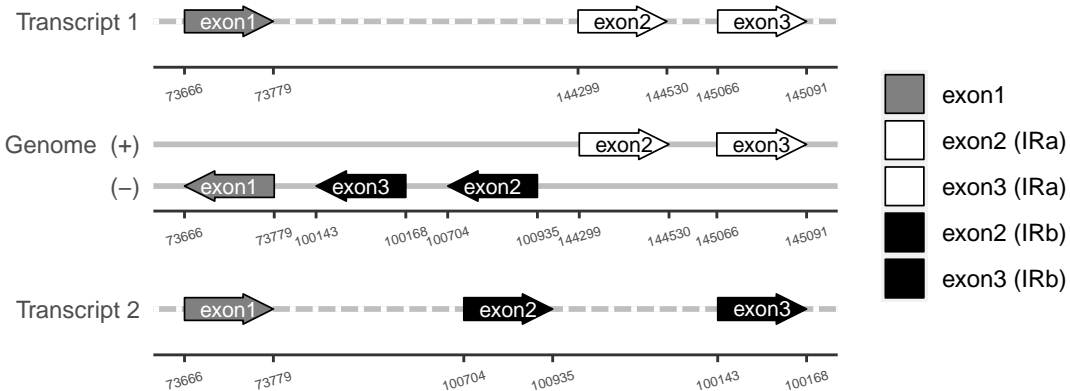 Transcript 1 exon1 exon2 exon3
73666 73779 144299 144530 145066 145091
Genome (+) exon2 exon3
(–) exon1 exon3 exon2
73666 73779 100143 100168 100704 100935 144299 144530 145066 145091
Transcript 2 exon1 exon2 exon3
73666 73779 100704 100935 100143 100168
exon1
exon2 (IRa)
exon3 (IRa)
exon2 (IRb)
exon3 (IRb)